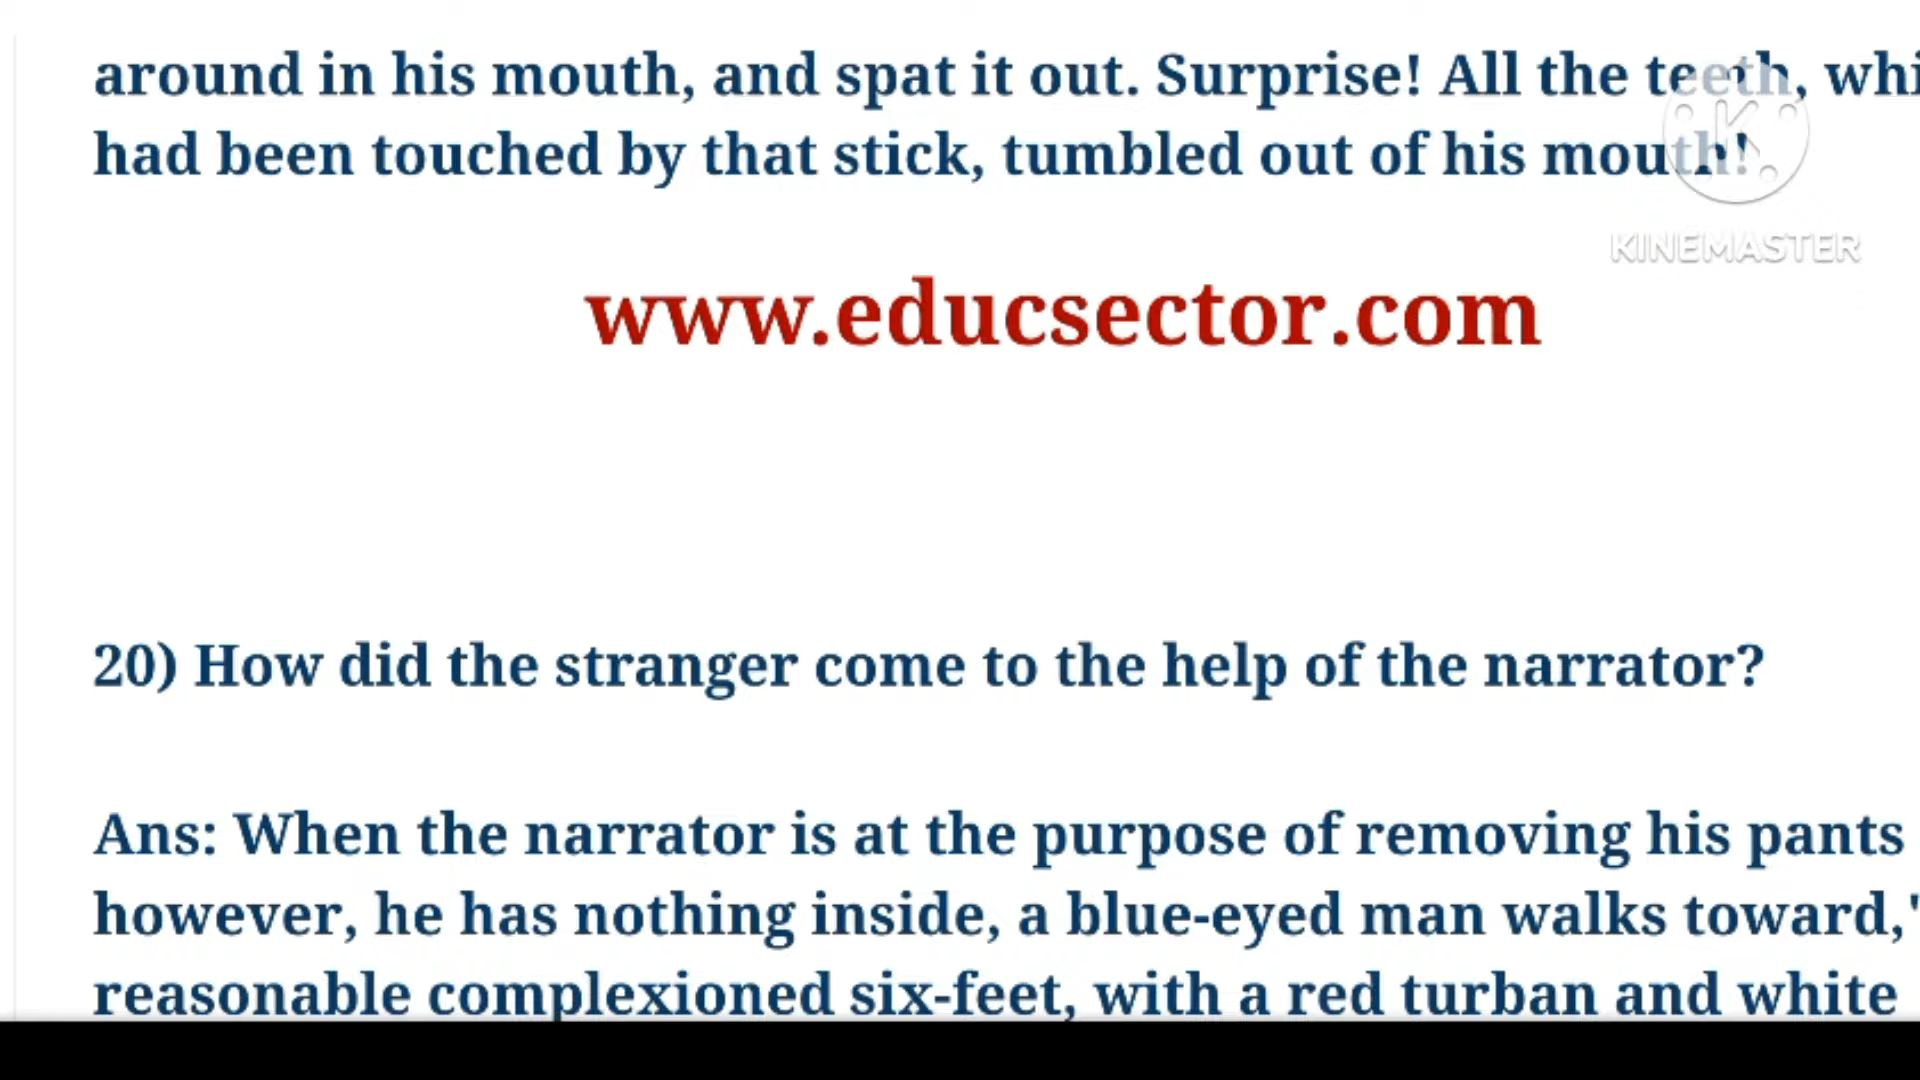 around in his mouth, and spat it out. Surprise! All the teeth, whi
had been touched by that stick, tumbled out of his mouth!
KINEMASTER
www.educsector.com
20) How did the stranger come to the help of the narrator?
Ans: When the narrator is at the purpose of removing his pants
however, he has nothing inside, a blue-eyed man walks toward,"
reasonable complexioned six-feet, with a red turban and white